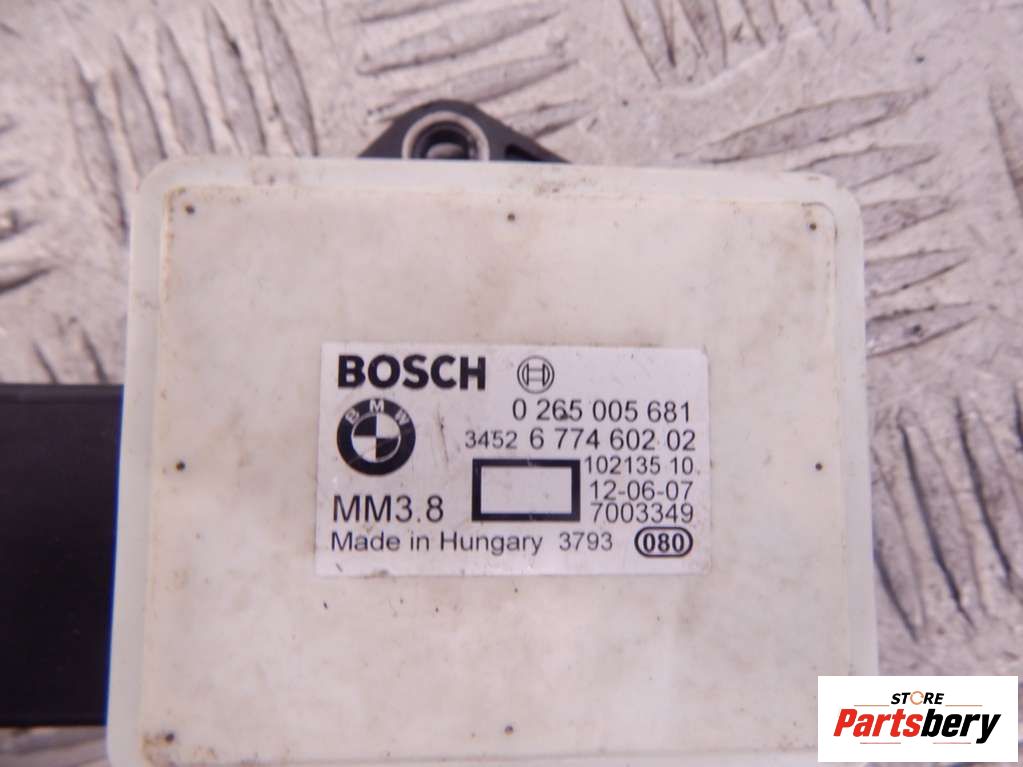 BOSCH
0 265 005 681
BMW
3452 6 774 602 02
102135 10
12-06-07
MM3.8
7003349
Made in Hungary 3793 080
STORE
Partsbery